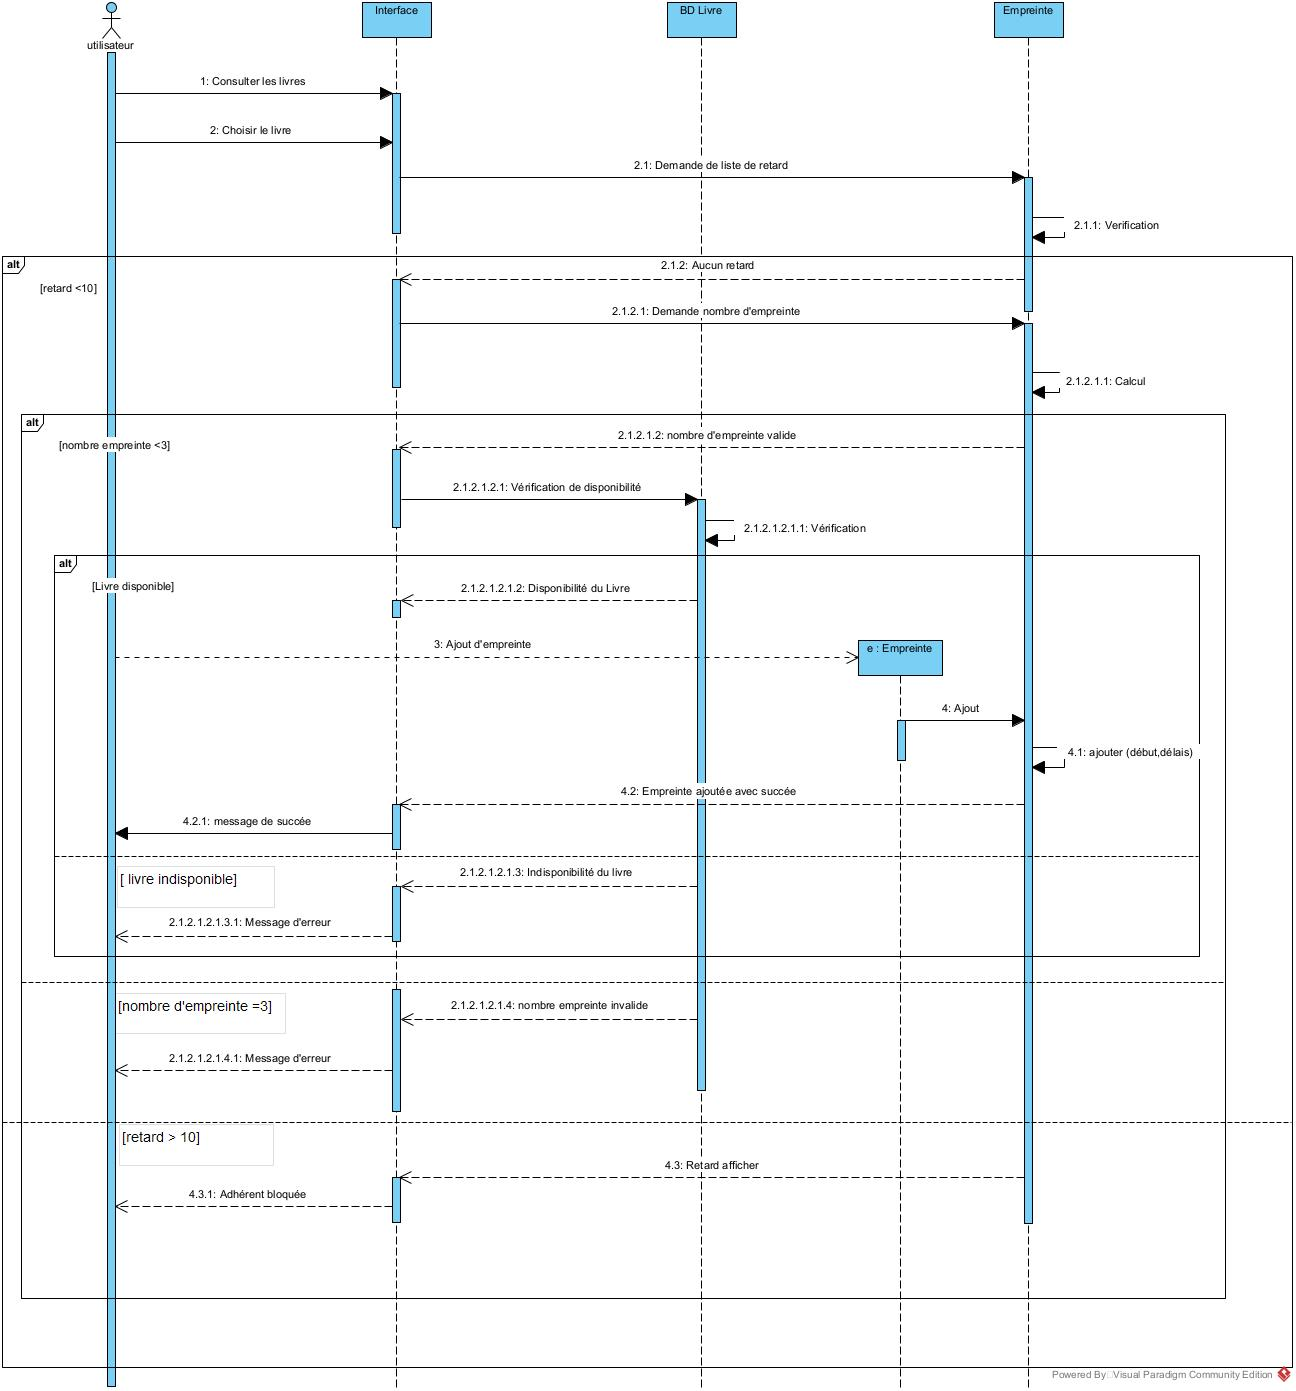 Interface
BD Livre
Empreinte
utilisateur
1: Consulter les livres
2: Choisir le livre
2.1: Demande de liste de retard
2.1.1: Verification
alt
2.1.2: Aucun retard
[retard <10]
2.1.2.1: Demande nombre d'empreinte
2.1.2.1.1: Calcul
alt
2.1.2.1.2: nombre d'empreinte valide
[nombre empreinte <3]
2.1.2.1.2.1: Vérification de disponibilité
2.1.2.1.2.1.1: Vérification
alt
[Livre disponible]
2.1.2.1.2.1.2: Disponibilité du Livre
3: Ajout d'empreinte
e : Empreinte
4: Ajout
4.1: ajouter (début,délais)
4.2: Empreinte ajoutée avec succée
4.2.1: message de succée
2.1.2.1.2.1.3: Indisponibilité du livre
[ livre indisponible]
2.1.2.1.2.1.3.1: Message d'erreur
[nombre d'empreinte =3]
2.1.2.1.2.1.4: nombre empreinte invalide
2.1.2.1.2.1.4.1: Message d'erreur
[retard > 10]
4.3: Retard afficher
4.3.1: Adhérent bloquée
Powered By Visual Paradigm Community Edition